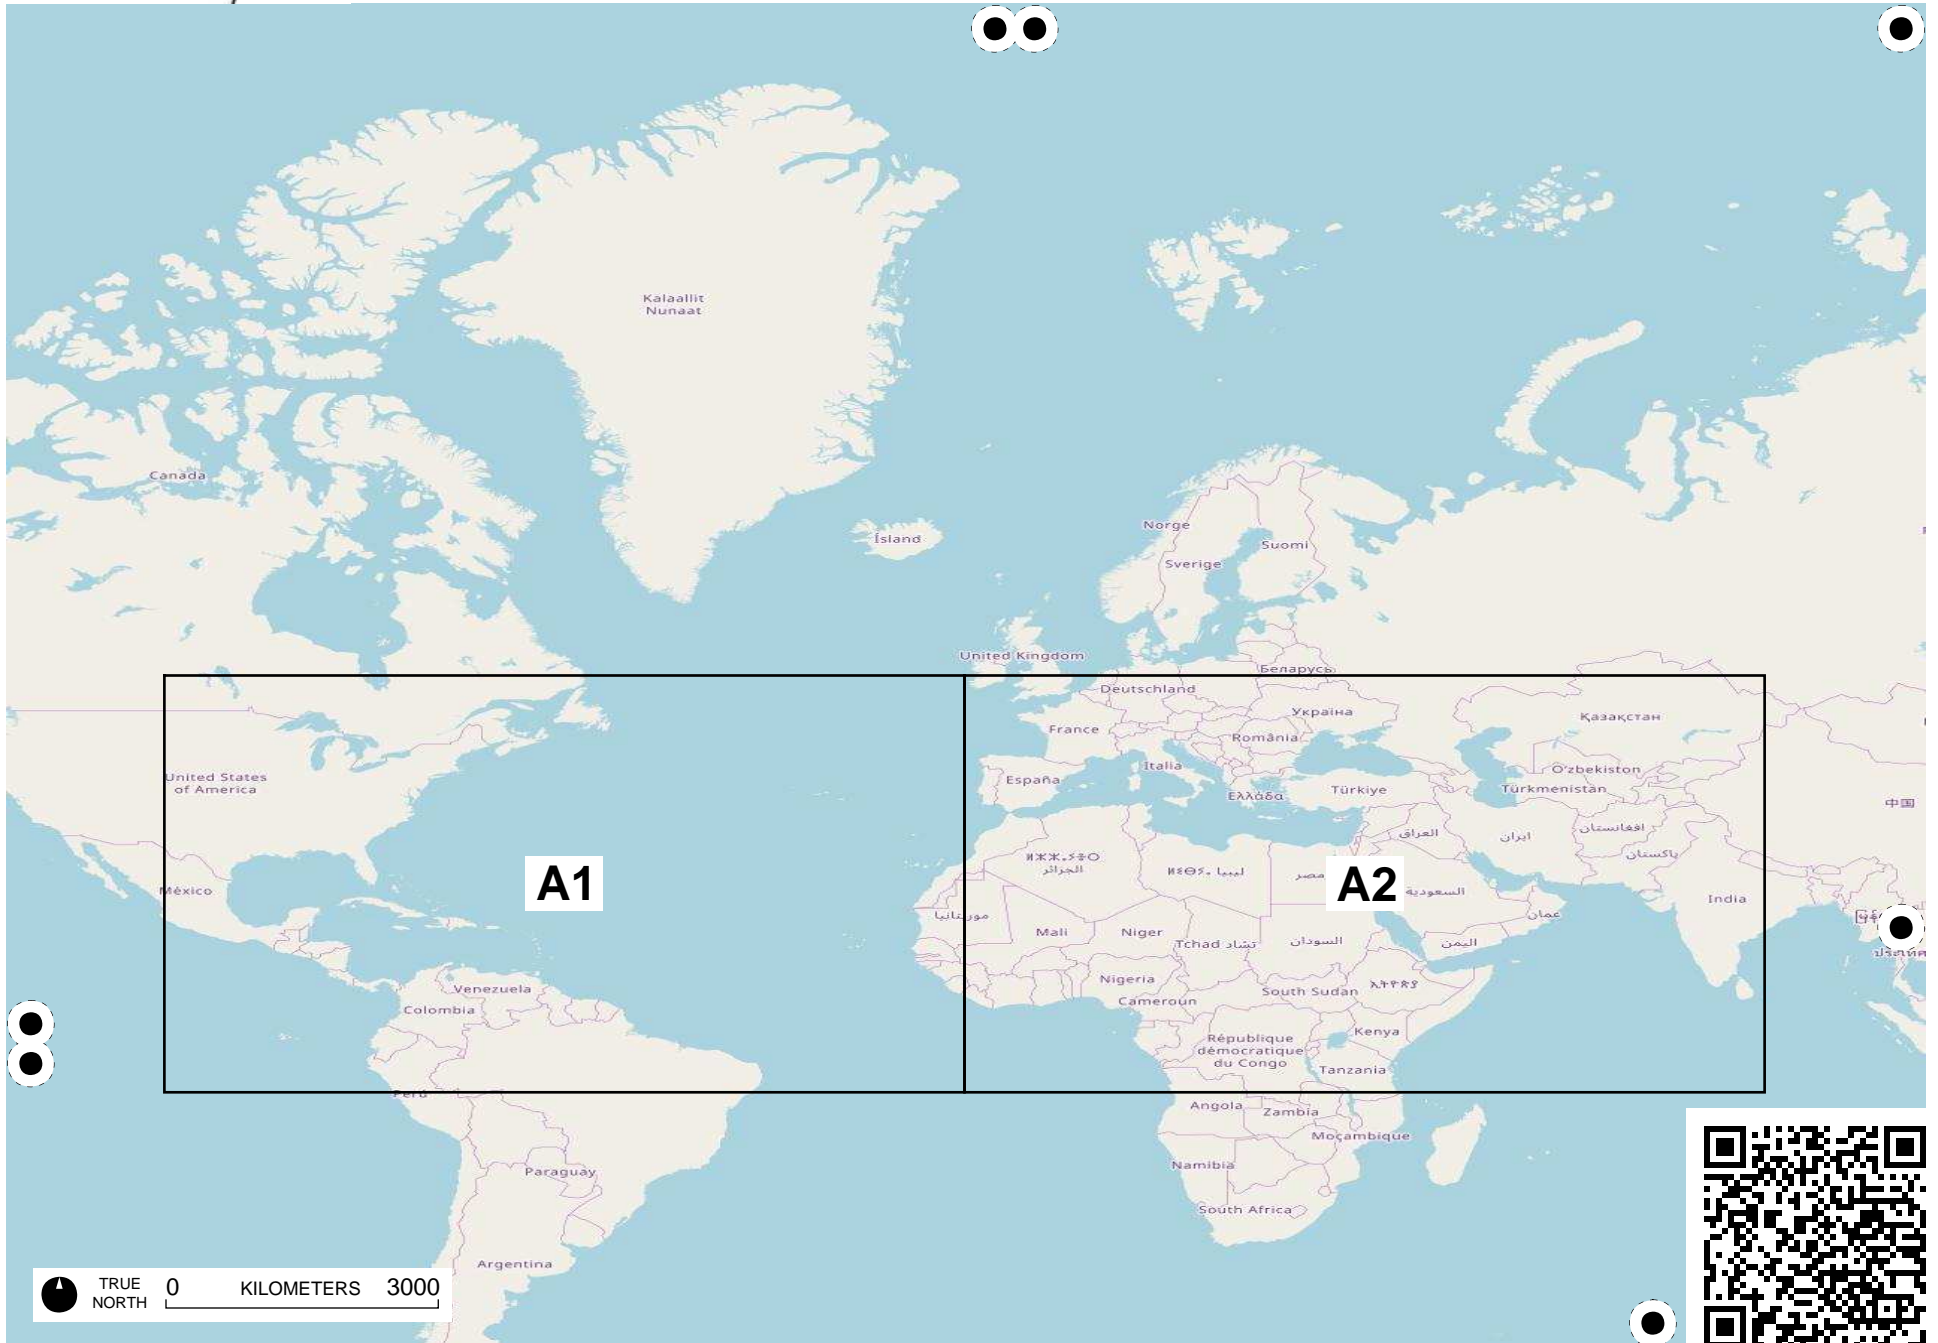 Kalaallit
Nunaat
Canada
Ísland
Norge
Suomi
Sverige
United Kingdom
Беларусь
Deutschland
Україна
Қазақстан
France
România
Italia
O'zbekiston
United States
of America
España
Türkiye
Türkmenistan
Ελλάδα
中国
العراق
ایران
افغانستان
پاکستان
الجزائر
ليبيا
مصر
A1
A2
السعودية
México
India
موريتانيا
عمان
Mali
Niger
Tchad تشاد
السودان
اليمن
Nigeria
Venezuela
South Sudan
Cameroun
Colombia
Kenya
République
démocratique
du Congo
Tanzania
Perú
Angola
Zambia
Moçambique
Namibia
Paraguay
South Africa
Argentina
TRUE
NORTH
0 KILOMETERS 3000